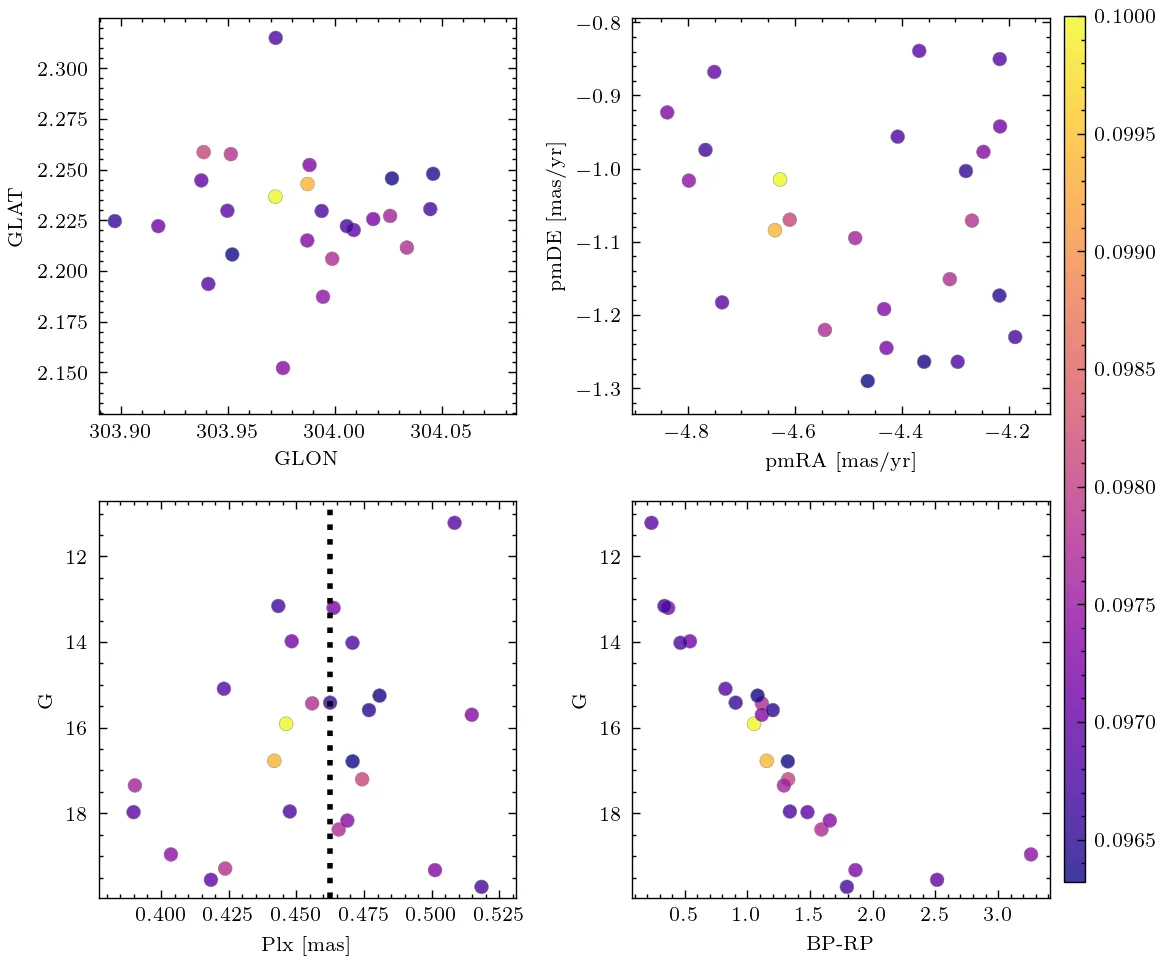 2.300
2.275
2.250
2.225
2.200
2.175
2.150
GLAT
303.90 303.95 304.00 304.05
GLON
−0.8
−0.9
−1.0
−1.1
−1.2
−1.3
pmDE [mas/yr]
−4.8 −4.6 −4.4 −4.2
pmRA [mas/yr]
12
14
16
18
G
0.400 0.425 0.450 0.475 0.500 0.525
Plx [mas]
12
14
16
18
G
0.5 1.0 1.5 2.0 2.5 3.0
BP-RP
0.1000
0.0995
0.0990
0.0985
0.0980
0.0975
0.0970
0.0965